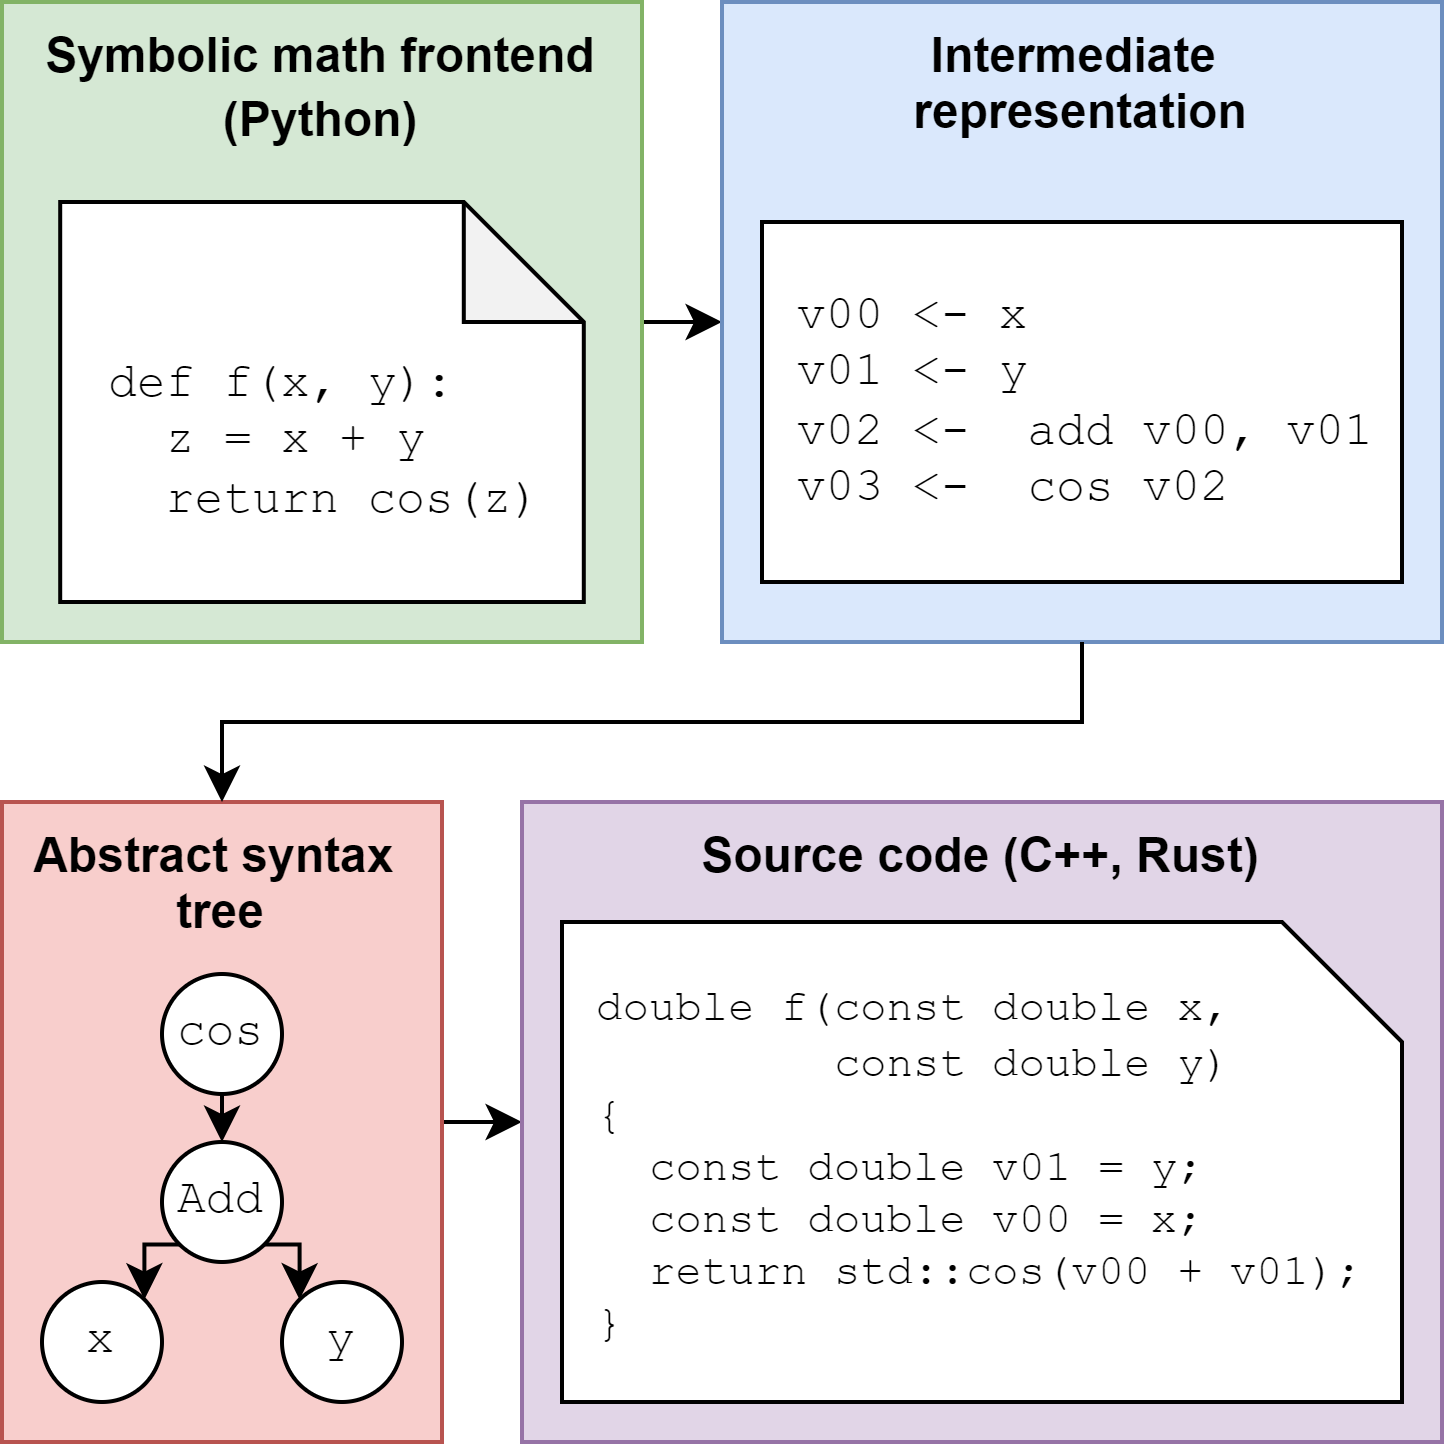 Symbolic math frontend
(Python)
def f(x, y):
  z = x + y
  return cos(z)
Intermediate
representation
v00 <- x
v01 <- y
v02 <-  add v00, v01
v03 <-  cos v02
Abstract syntax
tree
cos
Add
x
y
Source code (C++, Rust)
double f(const double x,
         const double y)
{
  const double v01 = y;
  const double v00 = x;
  return std::cos(v00 + v01);
}